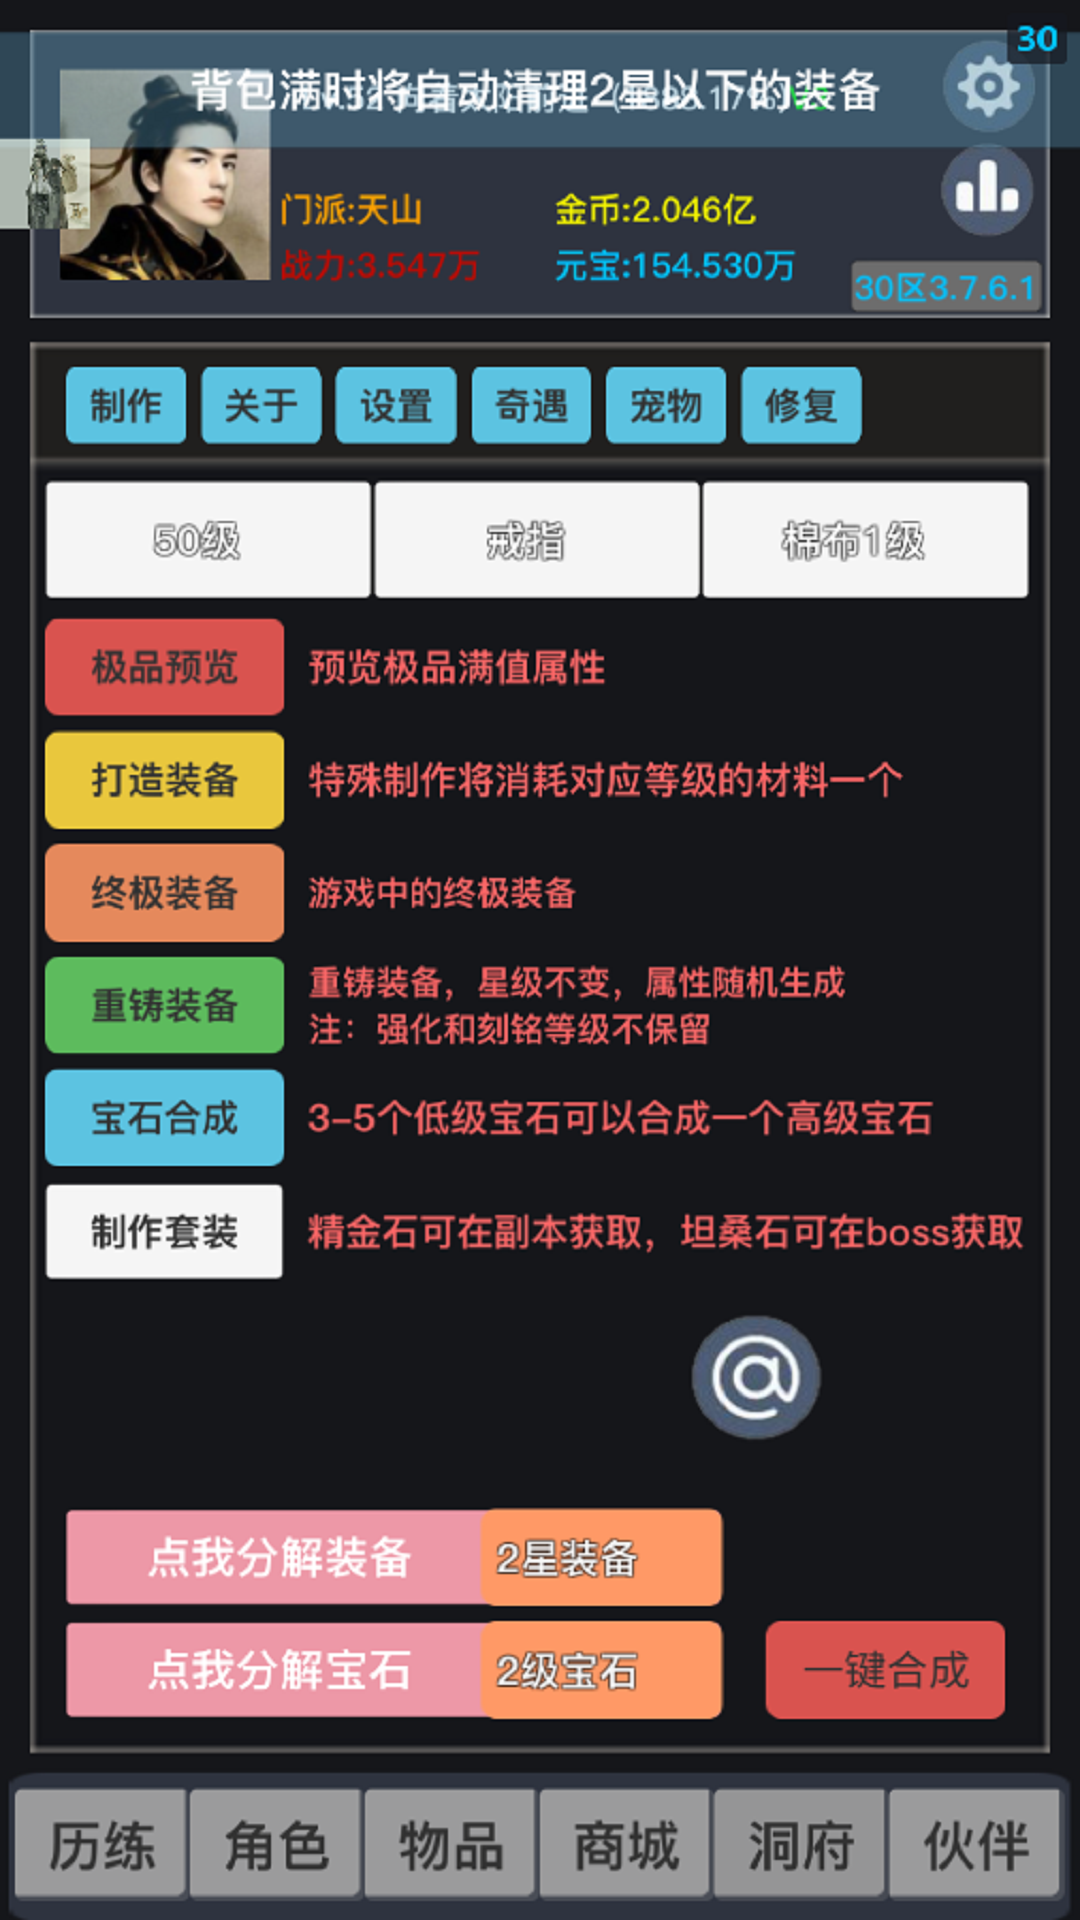 30
背包满时将自动清理2星以下的装备
门派:天山
金币:2.046亿
战力:3.547万
元宝:154.530万
30区3.7.6.1
制作
关于
设置
奇遇
宠物
修复
50级
戒指
棉布1级
极品预览
预览极品满值属性
打造装备
特殊制作将消耗对应等级的材料一个
终极装备
游戏中的终极装备
重铸装备
重铸装备，星级不变，属性随机生成
注：强化和刻铭等级不保留
宝石合成
3-5个低级宝石可以合成一个高级宝石
制作套装
精金石可在副本获取，坦桑石可在boss获取
@
点我分解装备
2星装备
点我分解宝石
2级宝石
一键合成
历练
角色
物品
商城
洞府
伙伴